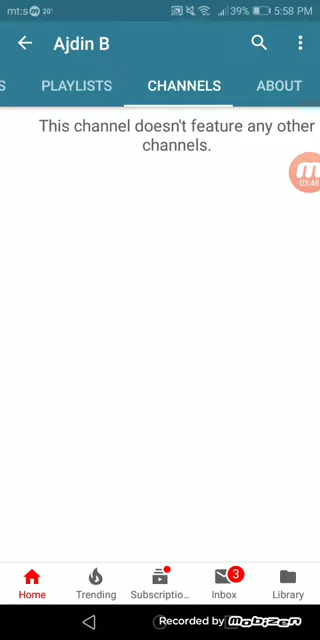 mt:s m 20° 39% 5:58 PM
Ajdin B
S PLAYLISTS CHANNELS ABOUT
This channel doesn't feature any other
channels.
m
03:48
3
Home Trending Subscriptio... Inbox Library
Recorded by Mobizen